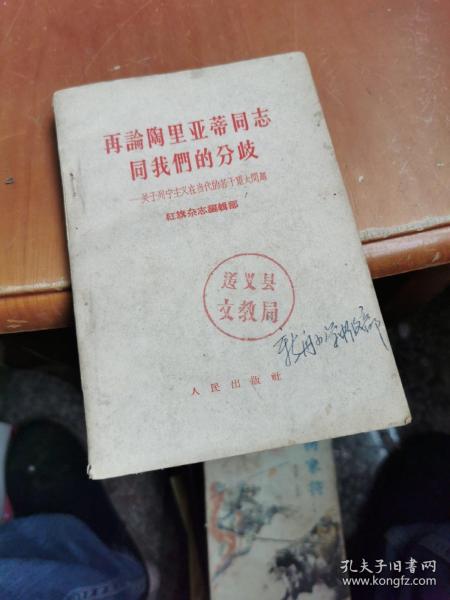 再論陶里亚蒂同志
同我們的分歧
——关于列宁主义在当代的若干重大問題
紅旗杂志編輯部
遵义县
文教局
人民出版社
孔夫子旧书网
www.kongfz.com